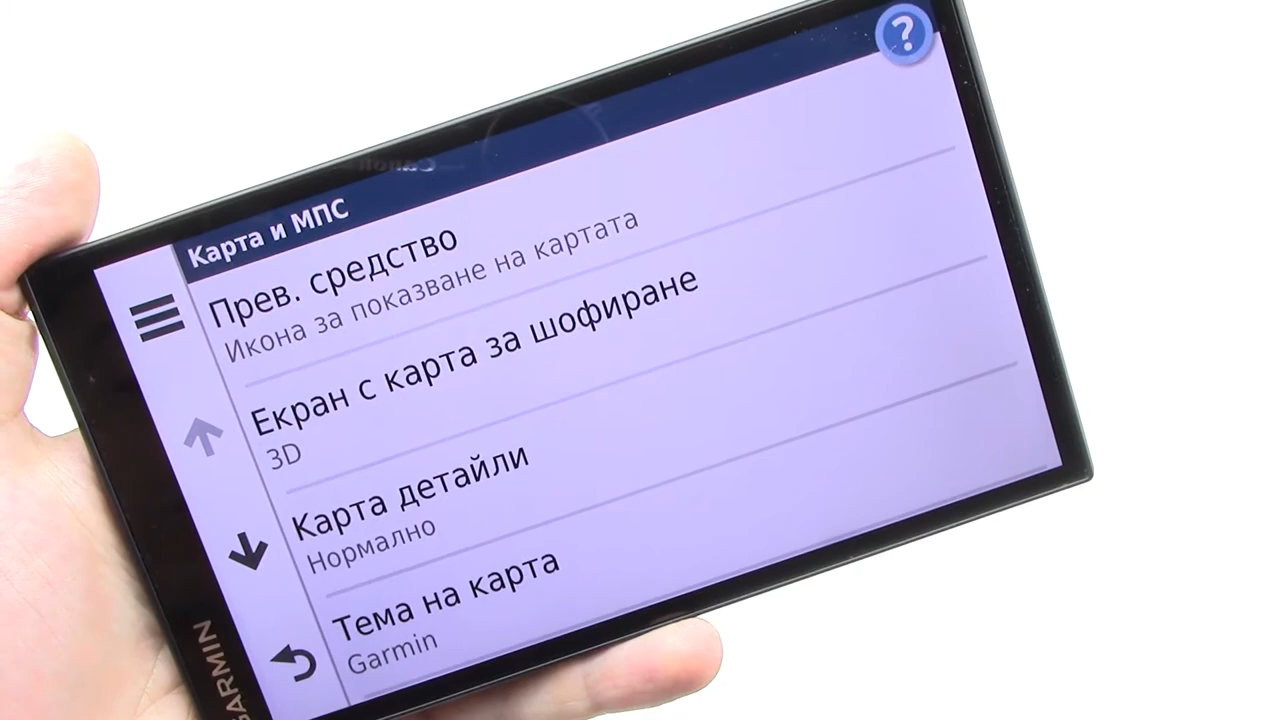 ?
Карта и МПС
Прев. средство
Икона за показване на картата
Екран с карта за шофиране
3D
Карта детайли
Нормално
Тема на карта
Garmin
GARMIN
Canon